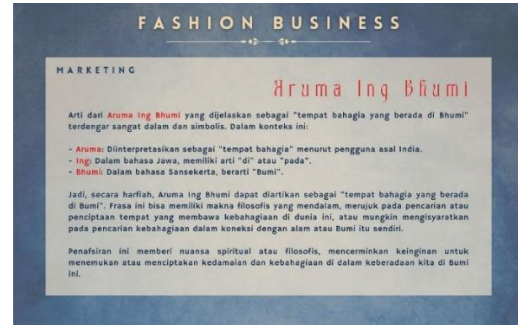 FASHION BUSINESS
MARKETING
Aruma Ing Bhumi
Arti dari Aruma Ing Bhumi yang dijelaskan sebagai "tempat bahagia yang berada di Bhumi"
terdengar sangat dalam dan simbolis. Dalam konteks ini:
- Aruma: Diinterpretasikan sebagai "tempat bahagia" menurut pengguna asal India.
- Ing: Dalam bahasa Jawa, memiliki arti "di" atau "pada".
- Bhumi: Dalam bahasa Sansekerta, berarti "Bumi".
Jadi, secara harfiah, Aruma Ing Bhumi dapat diartikan sebagai "tempat bahagia yang berada
di Bumi". Frasa ini bisa memiliki makna filosofis yang mendalam, merujuk pada pencarian atau
penciptaan tempat yang membawa kebahagiaan di dunia ini, atau mungkin mengisyaratkan
pada pencarian kebahagiaan dalam koneksi dengan alam atau Bumi itu sendiri.
Penafsiran ini memberi nuansa spiritual atau filosofis, mencerminkan keinginan untuk
menemukan atau menciptakan kedamaian dan kebahagiaan di dalam keberadaan kita di Bumi
ini.